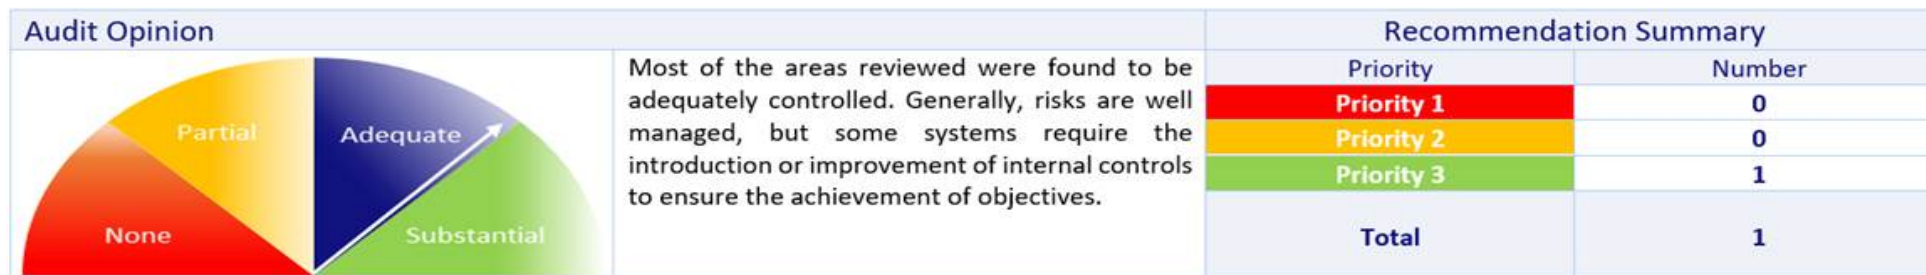 Audit Opinion
Partial
Adequate
None
Substantial
Most of the areas reviewed were found to be
adequately controlled. Generally, risks are well
managed, but some systems require the
introduction or improvement of internal controls
to ensure the achievement of objectives.
Recommendation Summary
Priority Number
Priority 1 0
Priority 2 0
Priority 3 1
Total 1